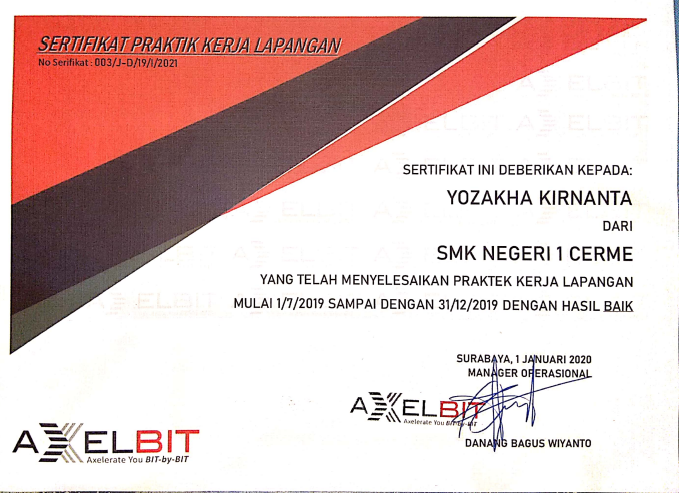 SERTIFIKAT PRAKTIK KERJA LAPANGAN
No Serifikat : 003/J-D/19/I/2021
SERTIFIKAT INI DEBERIKAN KEPADA:
YOZAKHA KIRNANTA
DARI
SMK NEGERI 1 CERME
YANG TELAH MENYELESAIKAN PRAKTEK KERJA LAPANGAN
MULAI 1/7/2019 SAMPAI DENGAN 31/12/2019 DENGAN HASIL BAIK
SURABAYA, 1 JANUARI 2020
MANAGER OPERASIONAL
AXELBIT
Axelerate You BIT-by-BIT
DANANG BAGUS WIYANTO
AXELBIT
Axelerate You BIT-by-BIT